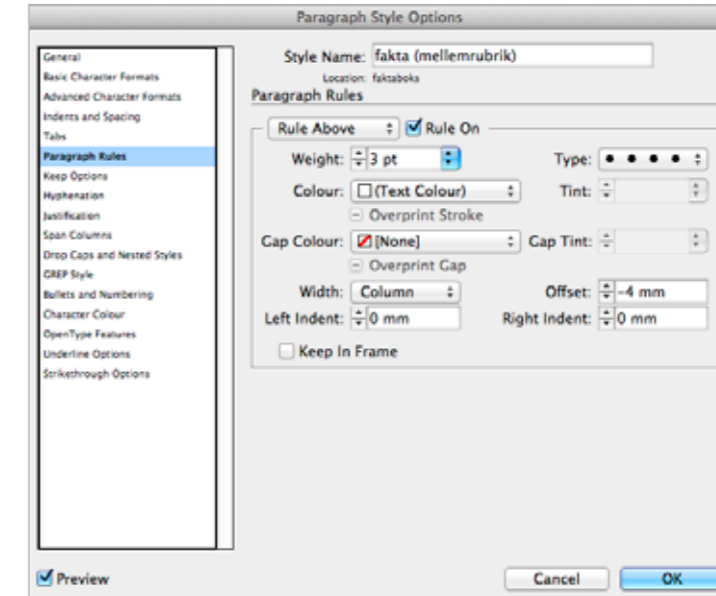 Paragraph Style Options
General
Basic Character Formats
Advanced Character Formats
Indents and Spacing
Tabs
Paragraph Rules
Keep Options
Hyphenation
Justification
Span Columns
Drop Caps and Nested Styles
GREP Style
Bullets and Numbering
Character Colour
OpenType Features
Underline Options
Strikethrough Options
Style Name: fakta (mellemrubrik)
Location: faktaboks
Paragraph Rules
Rule Above Rule On
Weight: 3 pt Type:
Colour: (Text Colour) Tint:
Overprint Stroke
Gap Colour: [None] Gap Tint:
Overprint Gap
Width: Column Offset: -4 mm
Left Indent: 0 mm Right Indent: 0 mm
Keep In Frame
Preview Cancel OK